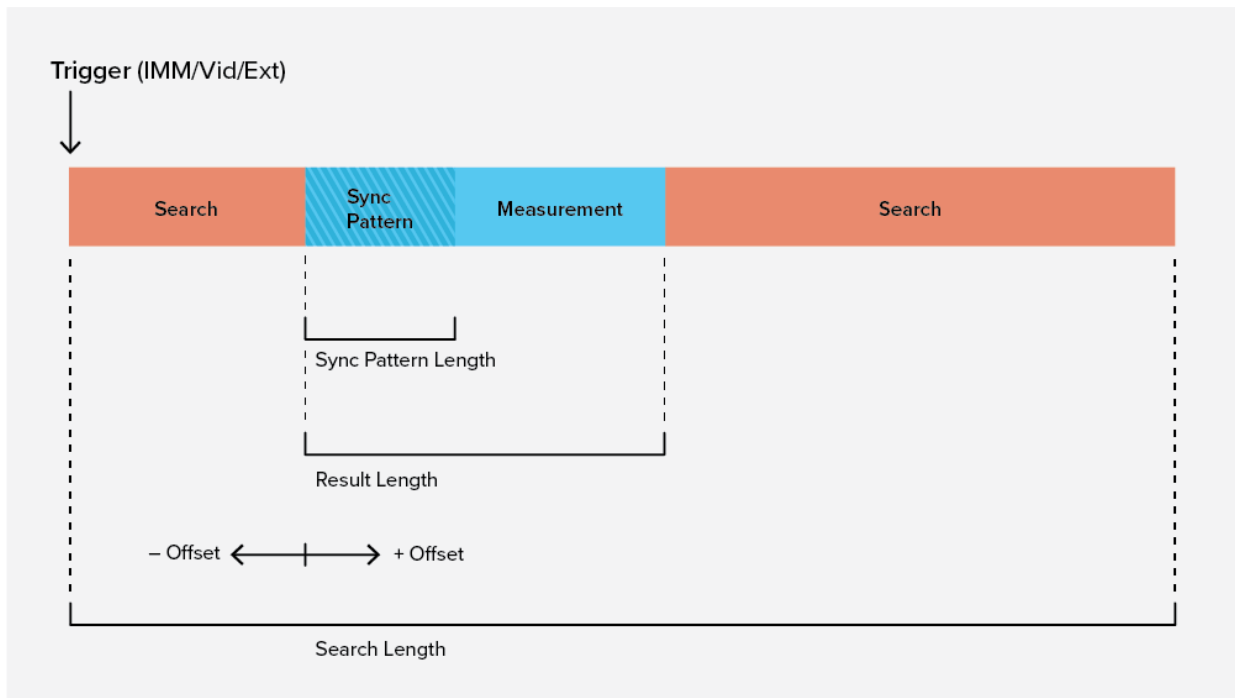 Trigger (IMM/Vid/Ext)
Search
Sync
Pattern
Measurement
Search
Sync Pattern Length
Result Length
– Offset
+ Offset
Search Length